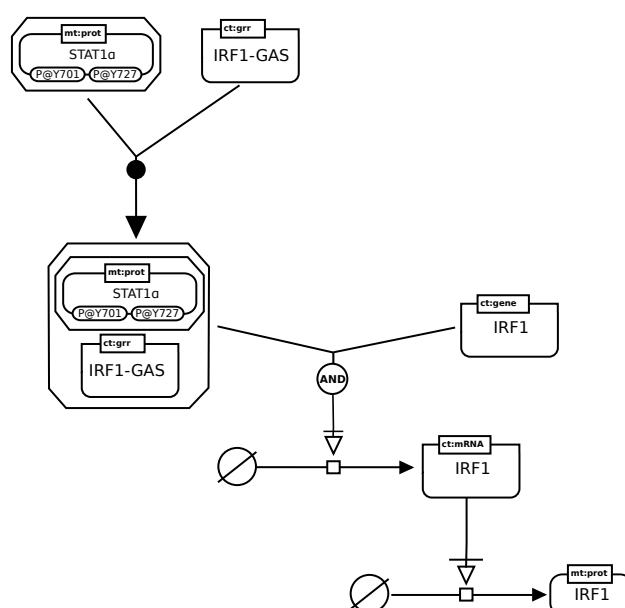 mt:prot
STAT1α
P@Y701 P@Y727
ct:grr
IRF1-GAS
mt:prot
STAT1α
P@Y701 P@Y727
ct:grr
IRF1-GAS
ct:gene
IRF1
AND
ct:mRNA
IRF1
mt:prot
IRF1